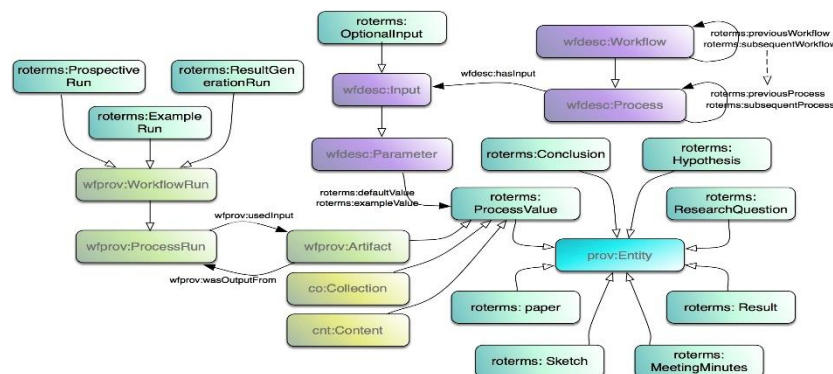 roterms:
OptionalInput
wfdesc:Workflow
roterms:previousWorkflow
roterms:subsequentWorkflow
roterms:Prospective
Run
roterms:ResultGen
erationRun
wfdesc:hasInput
wfdesc:Input
wfdesc:Process
roterms:previousProcess
roterms:subsequentProcess
roterms:Example
Run
wfdesc:Parameter
roterms:Conclusion
roterms:
Hypothesis
wfprov:WorkflowRun
roterms:defaultValue
roterms:exampleValue
roterms:
ProcessValue
roterms:
ResearchQuestion
wfprov:usedInput
wfprov:ProcessRun
wfprov:Artifact
prov:Entity
wfprov:wasOutputFrom
co:Collection
roterms: paper
roterms: Result
cnt:Content
roterms: Sketch
roterms:
MeetingMinutes